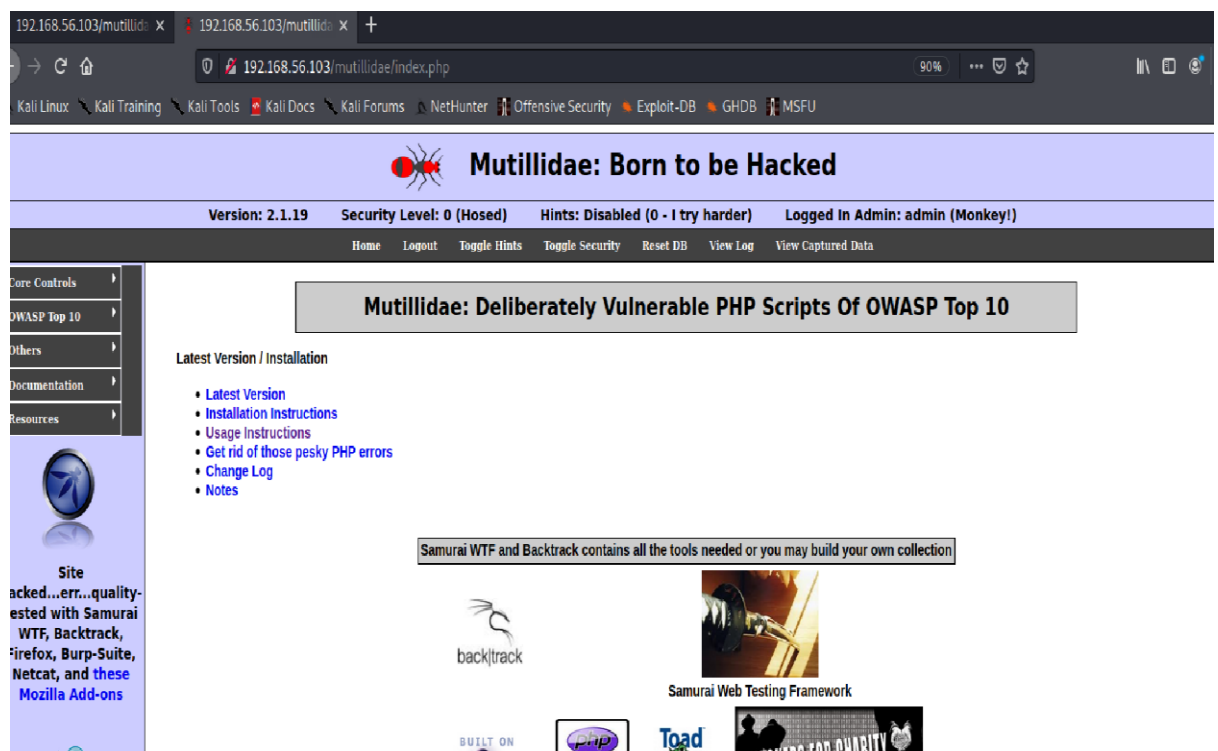 192.168.56.103/mutillida
192.168.56.103/mutillida
192.168.56.103/mutillidae/index.php
90%
Kali Linux Kali Training Kali Tools Kali Docs Kali Forums NetHunter Offensive Security Exploit-DB GHDB MSFU
Mutillidae: Born to be Hacked
Version: 2.1.19 Security Level: 0 (Hosed) Hints: Disabled (0 - I try harder) Logged In Admin: admin (Monkey!)
Home Logout Toggle Hints Toggle Security Reset DB View Log View Captured Data
Core Controls
OWASP Top 10
Others
Documentation
Resources
Site
acked...err...quality-
ested with Samurai
WTF, Backtrack,
Firefox, Burp-Suite,
Netcat, and these
Mozilla Add-ons
Mutillidae: Deliberately Vulnerable PHP Scripts Of OWASP Top 10
Latest Version / Installation
• Latest Version
• Installation Instructions
• Usage Instructions
• Get rid of those pesky PHP errors
• Change Log
• Notes
Samurai WTF and Backtrack contains all the tools needed or you may build your own collection
back|track
Samurai Web Testing Framework
BUILT ON
php
Toad
FOR CHARITY